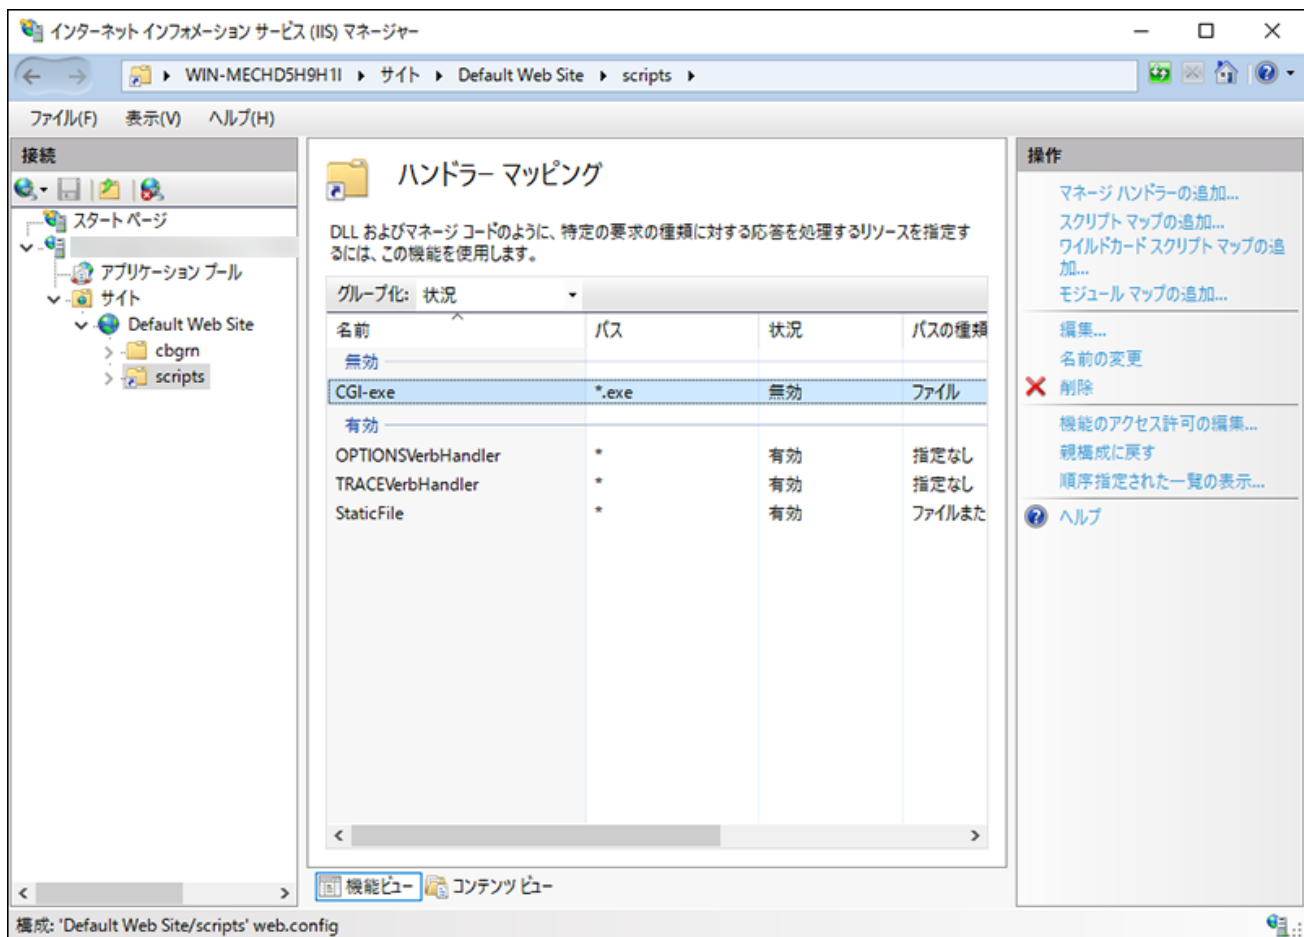 インターネット インフォメーション サービス (IIS) マネージャー
WIN-MECHD5H9H1I ▸ サイト ▸ Default Web Site ▸ scripts ▸
ファイル(F) 表示(V) ヘルプ(H)
接続
スタート ページ
アプリケーション プール
サイト
Default Web Site
cbgrn
scripts
ハンドラー マッピング
DLL およびマネージ コードのように、特定の要求の種類に対する応答を処理するリソースを指定す
るには、この機能を使用します。
グループ化: 状況
名前 パス 状況 パスの種類
無効
CGI-exe *.exe 無効 ファイル
有効
OPTIONSVerbHandler * 有効 指定なし
TRACEVerbHandler * 有効 指定なし
StaticFile * 有効 ファイルまた
機能ビュー コンテンツ ビュー
操作
マネージ ハンドラーの追加...
スクリプト マップの追加...
ワイルドカード スクリプト マップの追
加...
モジュール マップの追加...
編集...
名前の変更
削除
機能のアクセス許可の編集...
親構成に戻す
順序指定された一覧の表示...
ヘルプ
構成: 'Default Web Site/scripts' web.config